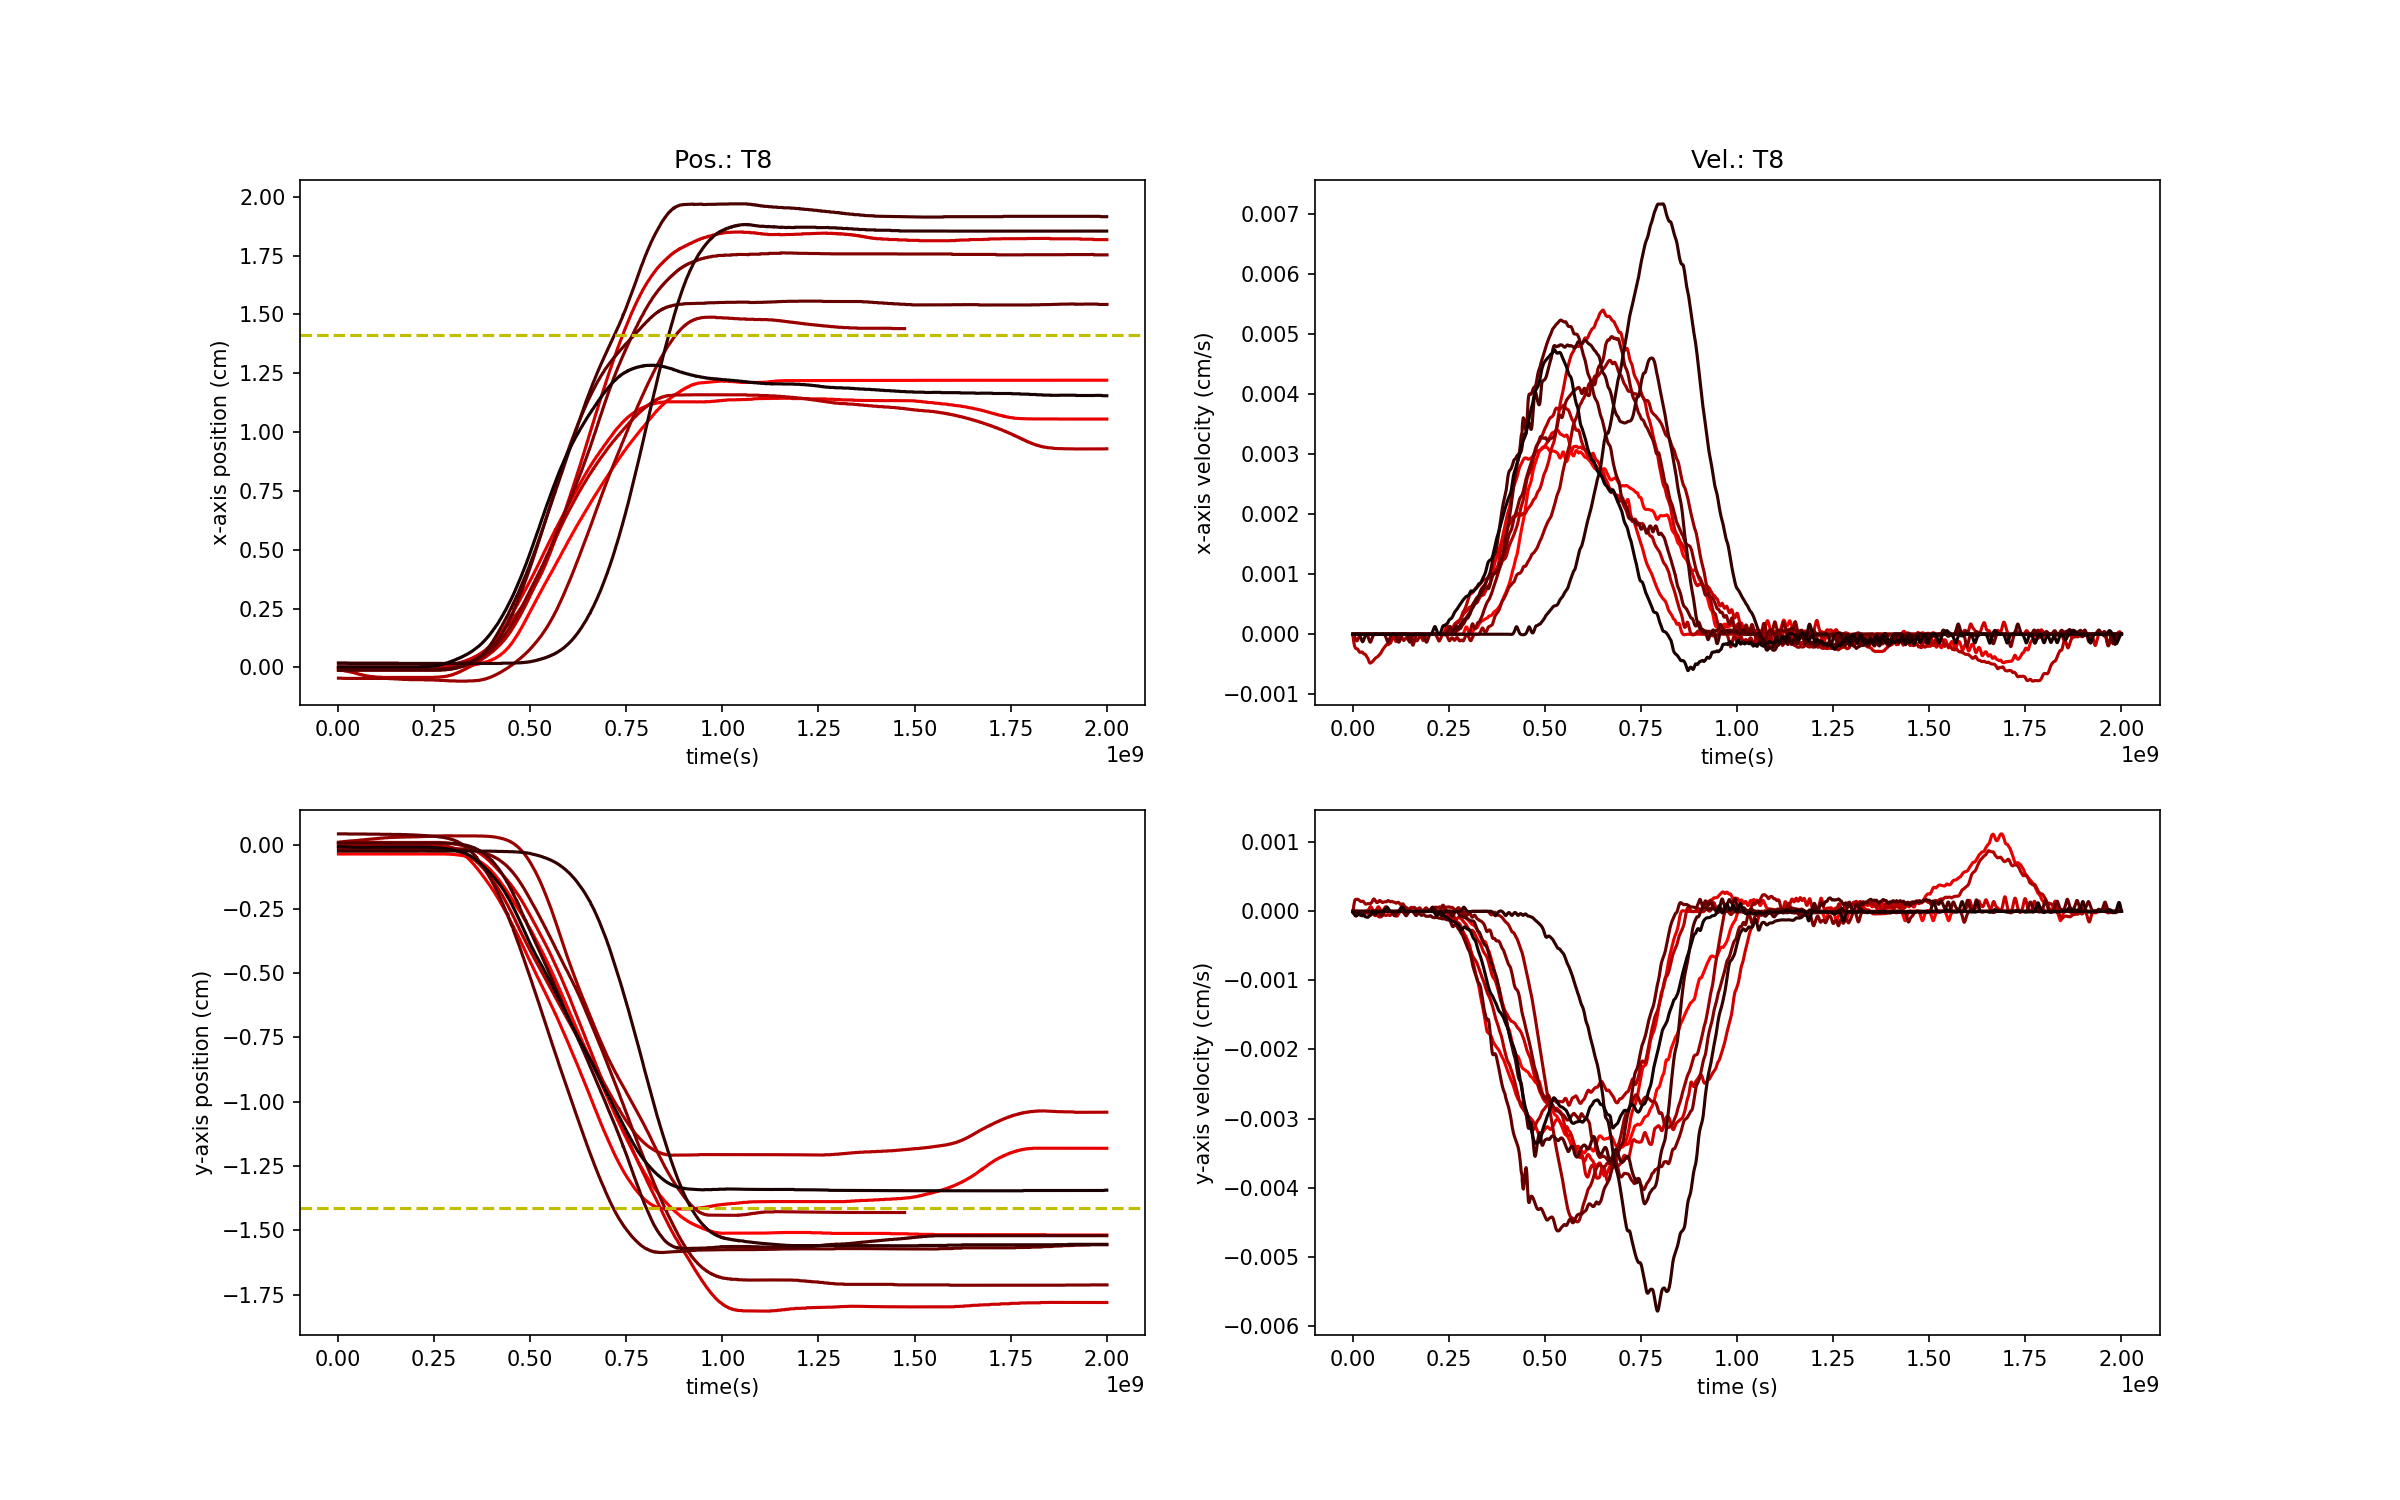 Pos.: T8
2.00
1.75
1.50
1.25
1.00
0.75
0.50
0.25
0.00
x-axis position (cm)
0.00 0.25 0.50 0.75 1.00 1.25 1.50 1.75 2.00
time(s)
1e9
Vel.: T8
0.007
0.006
0.005
0.004
0.003
0.002
0.001
0.000
−0.001
x-axis velocity (cm/s)
0.00 0.25 0.50 0.75 1.00 1.25 1.50 1.75 2.00
time(s)
1e9
0.00
−0.25
−0.50
−0.75
−1.00
−1.25
−1.50
−1.75
y-axis position (cm)
0.00 0.25 0.50 0.75 1.00 1.25 1.50 1.75 2.00
time(s)
1e9
0.001
0.000
−0.001
−0.002
−0.003
−0.004
−0.005
−0.006
y-axis velocity (cm/s)
0.00 0.25 0.50 0.75 1.00 1.25 1.50 1.75 2.00
time (s)
1e9